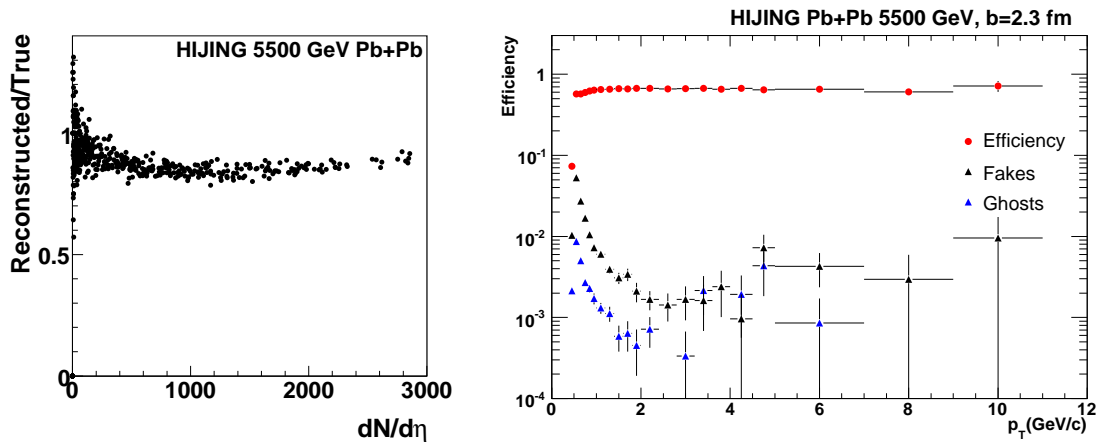 HIJING 5500 GeV Pb+Pb
Reconstructed/True
1
0.5
0
0 1000 2000 3000
dN/dη
HIJING Pb+Pb 5500 GeV, b=2.3 fm
Efficiency
1
10-1
10-2
10-3
10-4
Efficiency
Fakes
Ghosts
0 2 4 6 8 10 12
pT(GeV/c)